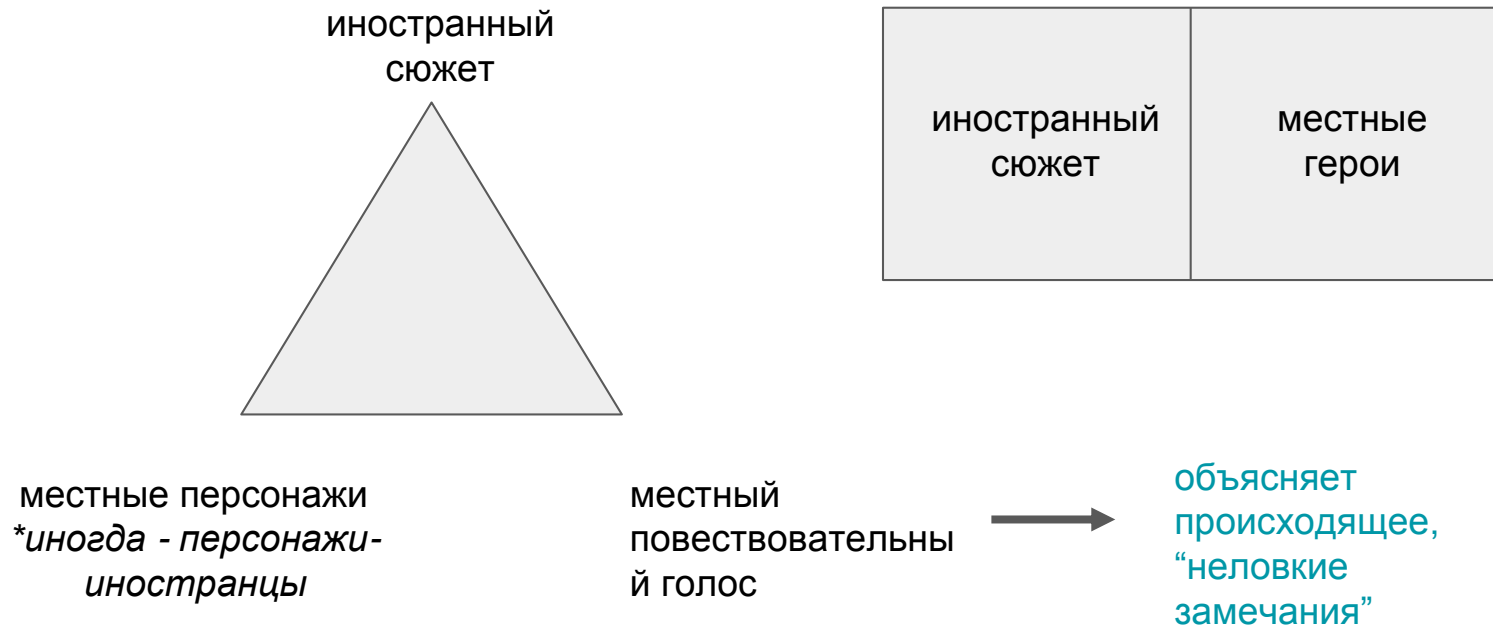 иностранный
сюжет
иностранный
сюжет
местные
герои
местные персонажи
*иногда - персонажи-
иностранцы
местный
повествовательны
й голос
объясняет
происходящее,
“неловкие
замечания”